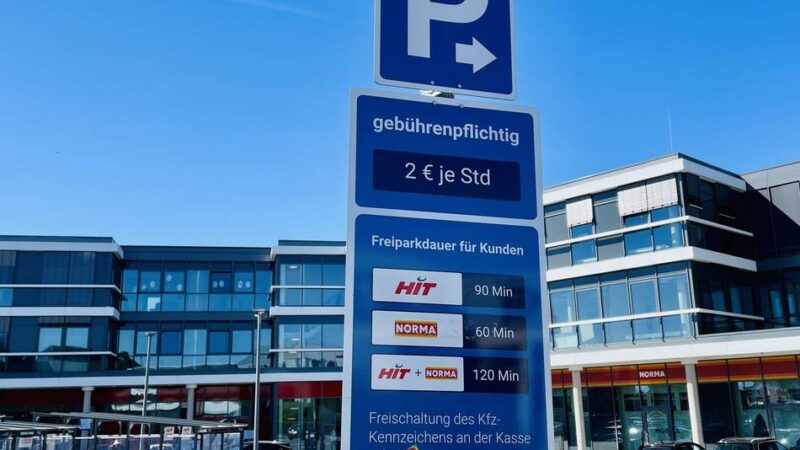 P
gebührenpflichtig
2 € je Std
Freiparkdauer für Kunden
HIT 90 Min
NORMA 60 Min
HIT + NORMA 120 Min
Freischaltung des Kfz-
Kennzeichens an der Kasse
NORMA